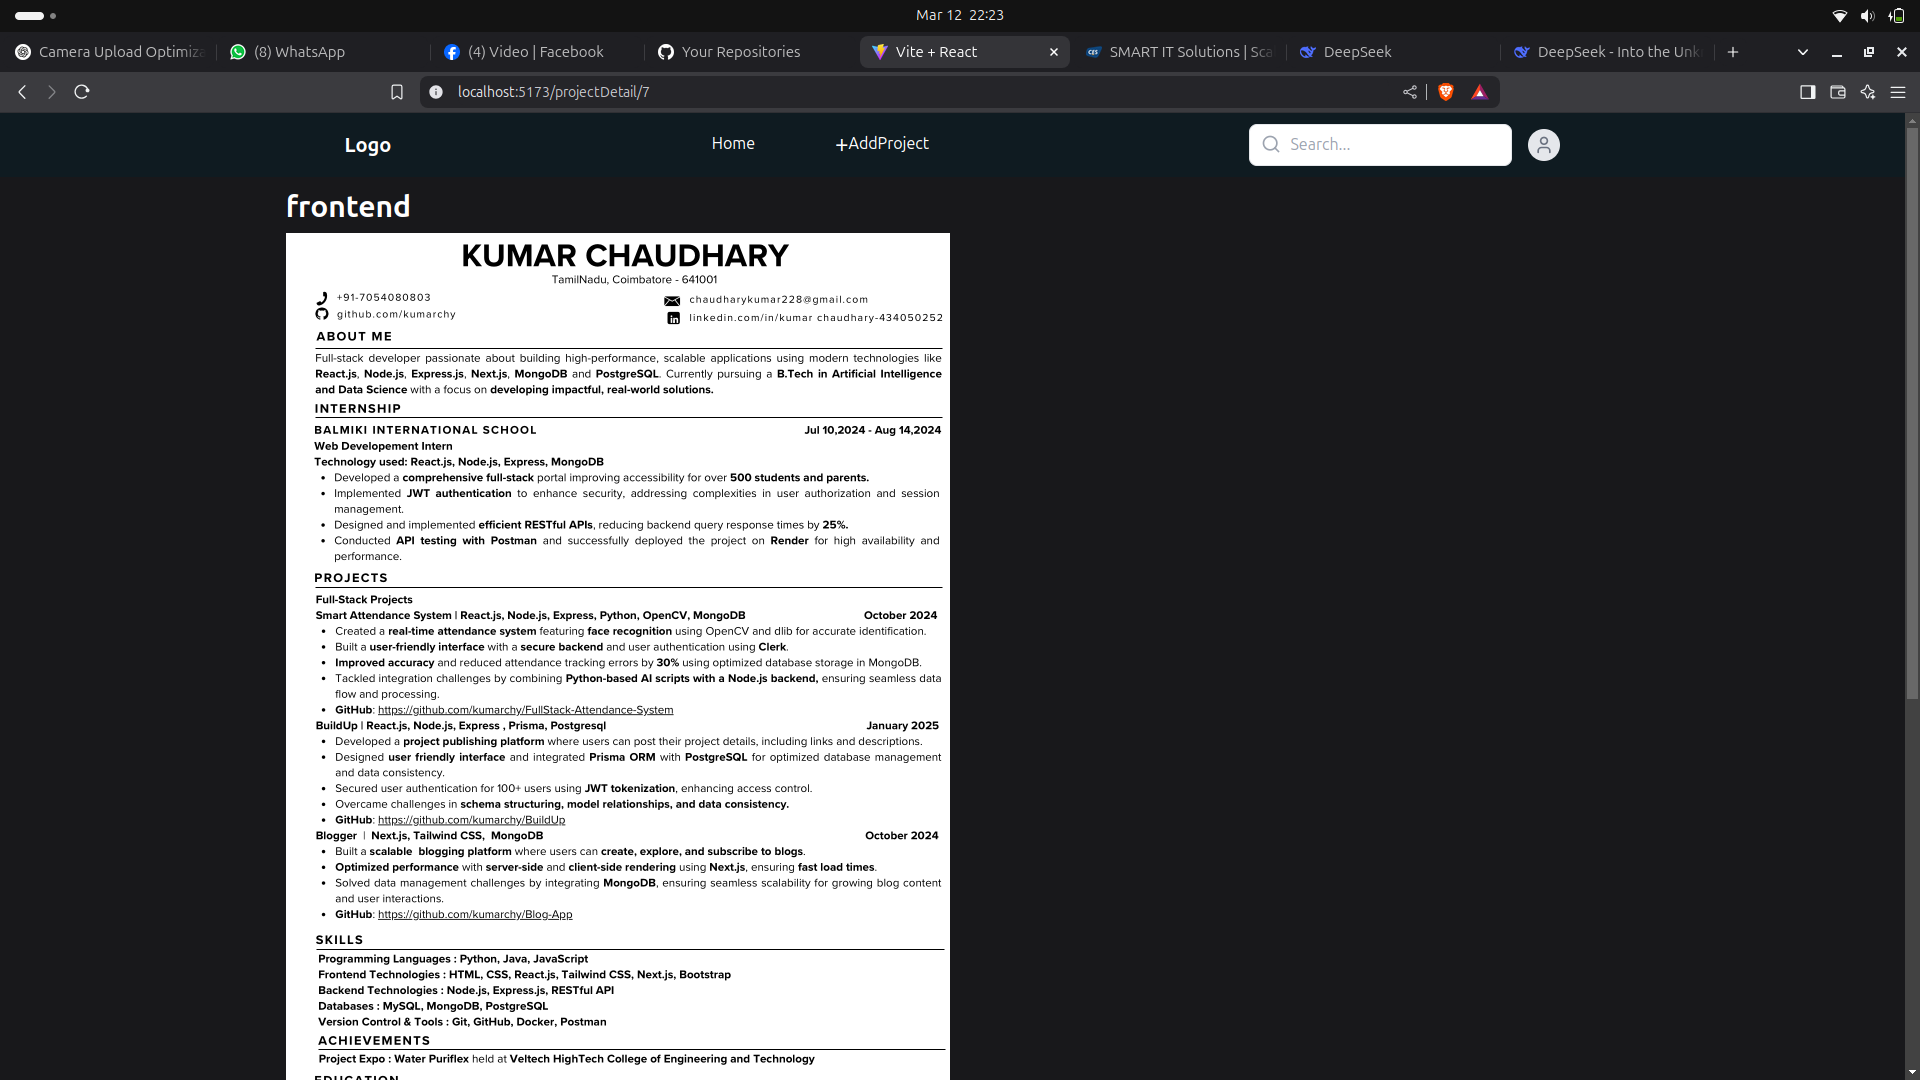 Mar 12 22:23
Camera Upload Optimiza
(8) WhatsApp
(4) Video | Facebook
Your Repositories
Vite + React
SMART IT Solutions | Sca
DeepSeek
DeepSeek - Into the Unk
localhost:5173/projectDetail/7
Logo
Home
+AddProject
Search...
frontend
KUMAR CHAUDHARY
TamilNadu, Coimbatore - 641001
+91-7054080803
chaudharykumar228@gmail.com
github.com/kumarchy
linkedin.com/in/kumar chaudhary-434050252
ABOUT ME
Full-stack developer passionate about building high-performance, scalable applications using modern technologies like
React.js, Node.js, Express.js, Next.js, MongoDB and PostgreSQL. Currently pursuing a B.Tech in Artificial Intelligence
and Data Science with a focus on developing impactful, real-world solutions.
INTERNSHIP
BALMIKI INTERNATIONAL SCHOOL Jul 10,2024 - Aug 14,2024
Web Developement Intern
Technology used: React.js, Node.js, Express, MongoDB
• Developed a comprehensive full-stack portal improving accessibility for over 500 students and parents.
• Implemented JWT authentication to enhance security, addressing complexities in user authorization and session
management.
• Designed and implemented efficient RESTful APIs, reducing backend query response times by 25%.
• Conducted API testing with Postman and successfully deployed the project on Render for high availability and
performance.
PROJECTS
Full-Stack Projects
Smart Attendance System | React.js, Node.js, Express, Python, OpenCV, MongoDB October 2024
• Created a real-time attendance system featuring face recognition using OpenCV and dlib for accurate identification.
• Built a user-friendly interface with a secure backend and user authentication using Clerk.
• Improved accuracy and reduced attendance tracking errors by 30% using optimized database storage in MongoDB.
• Tackled integration challenges by combining Python-based AI scripts with a Node.js backend, ensuring seamless data
flow and processing.
• GitHub: https://github.com/kumarchy/FullStack-Attendance-System
BuildUp | React.js, Node.js, Express , Prisma, Postgresql January 2025
• Developed a project publishing platform where users can post their project details, including links and descriptions.
• Designed user friendly interface and integrated Prisma ORM with PostgreSQL for optimized database management
and data consistency.
• Secured user authentication for 100+ users using JWT tokenization, enhancing access control.
• Overcame challenges in schema structuring, model relationships, and data consistency.
• GitHub: https://github.com/kumarchy/BuildUp
Blogger | Next.js, Tailwind CSS, MongoDB October 2024
• Built a scalable blogging platform where users can create, explore, and subscribe to blogs.
• Optimized performance with server-side and client-side rendering using Next.js, ensuring fast load times.
• Solved data management challenges by integrating MongoDB, ensuring seamless scalability for growing blog content
and user interactions.
• GitHub: https://github.com/kumarchy/Blog-App
SKILLS
Programming Languages : Python, Java, JavaScript
Frontend Technologies : HTML, CSS, React.js, Tailwind CSS, Next.js, Bootstrap
Backend Technologies : Node.js, Express.js, RESTful API
Databases : MySQL, MongoDB, PostgreSQL
Version Control & Tools : Git, GitHub, Docker, Postman
ACHIEVEMENTS
Project Expo : Water Puriflex held at Veltech HighTech College of Engineering and Technology
EDUCATION